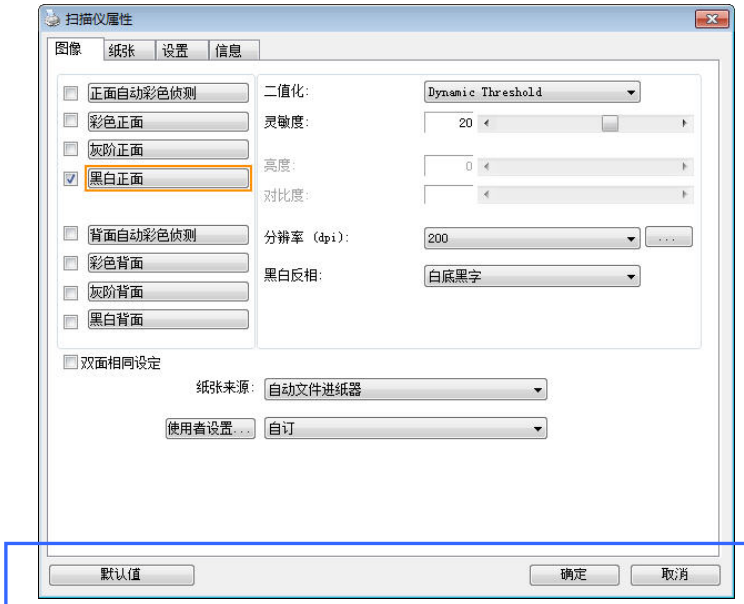 扫描仪属性
图像 纸张 设置 信息
正面自动彩色侦测
彩色正面
灰阶正面
黑白正面
背面自动彩色侦测
彩色背面
灰阶背面
黑白背面
二值化: Dynamic Threshold
灵敏度: 20
亮度: 0
对比度:
分辨率 (dpi): 200 ...
黑白反相: 白底黑字
双面相同设定
纸张来源: 自动文件进纸器
使用者设置... 自订
默认值 确定 取消